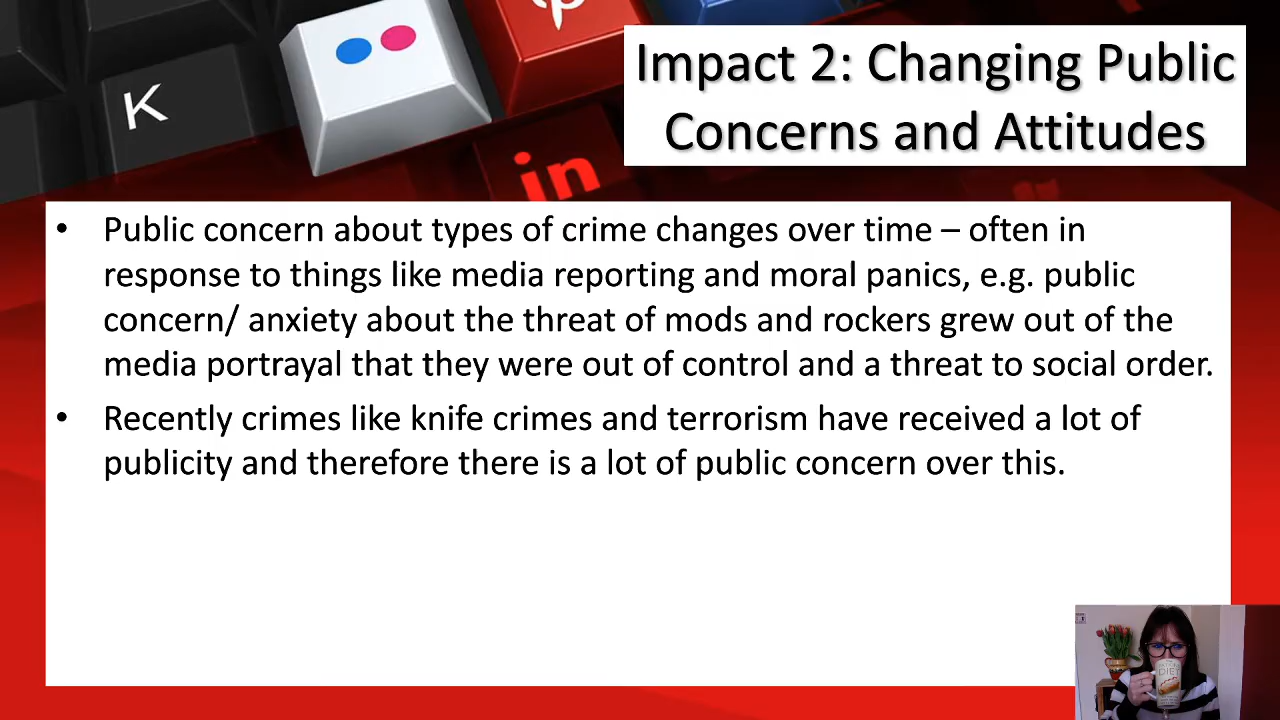 K
in
Impact 2: Changing Public
Concerns and Attitudes
• Public concern about types of crime changes over time – often in
response to things like media reporting and moral panics, e.g. public
concern/ anxiety about the threat of mods and rockers grew out of the
media portrayal that they were out of control and a threat to social order.
• Recently crimes like knife crimes and terrorism have received a lot of
publicity and therefore there is a lot of public concern over this.
DIET